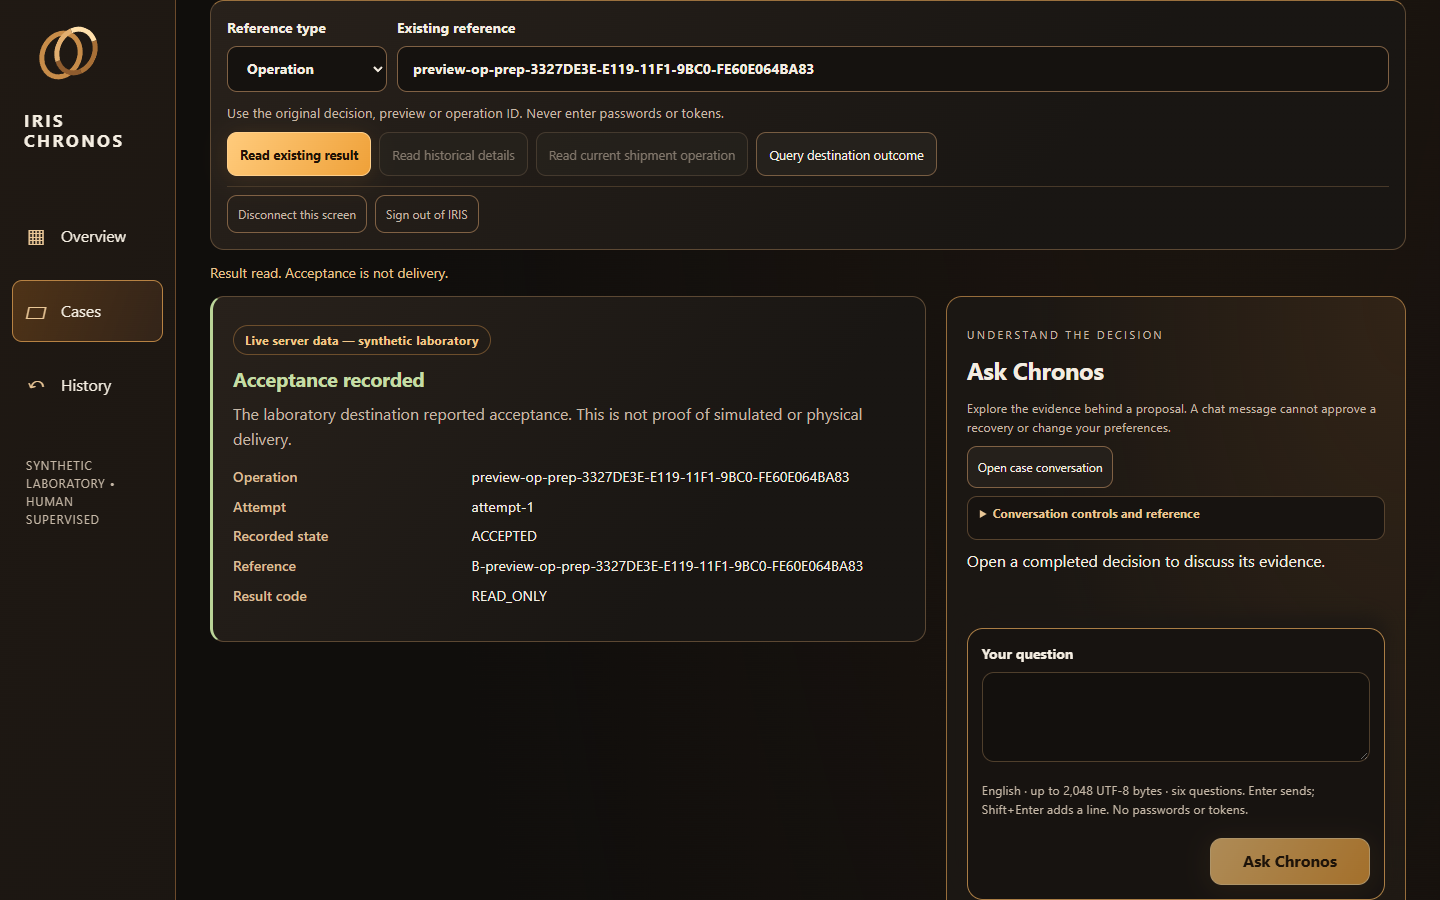 IRIS
CHRONOS
Overview
Cases
History
SYNTHETIC
LABORATORY •
HUMAN
SUPERVISED
Reference type
Existing reference
Operation
preview-op-prep-3327DE3E-E119-11F1-9BC0-FE60E064BA83
Use the original decision, preview or operation ID. Never enter passwords or tokens.
Read existing result
Read historical details
Read current shipment operation
Query destination outcome
Disconnect this screen
Sign out of IRIS
Result read. Acceptance is not delivery.
Live server data — synthetic laboratory
Acceptance recorded
The laboratory destination reported acceptance. This is not proof of simulated or physical
delivery.
Operation preview-op-prep-3327DE3E-E119-11F1-9BC0-FE60E064BA83
Attempt attempt-1
Recorded state ACCEPTED
Reference B-preview-op-prep-3327DE3E-E119-11F1-9BC0-FE60E064BA83
Result code READ_ONLY
UNDERSTAND THE DECISION
Ask Chronos
Explore the evidence behind a proposal. A chat message cannot approve a
recovery or change your preferences.
Open case conversation
Conversation controls and reference
Open a completed decision to discuss its evidence.
Your question
English · up to 2,048 UTF-8 bytes · six questions. Enter sends;
Shift+Enter adds a line. No passwords or tokens.
Ask Chronos